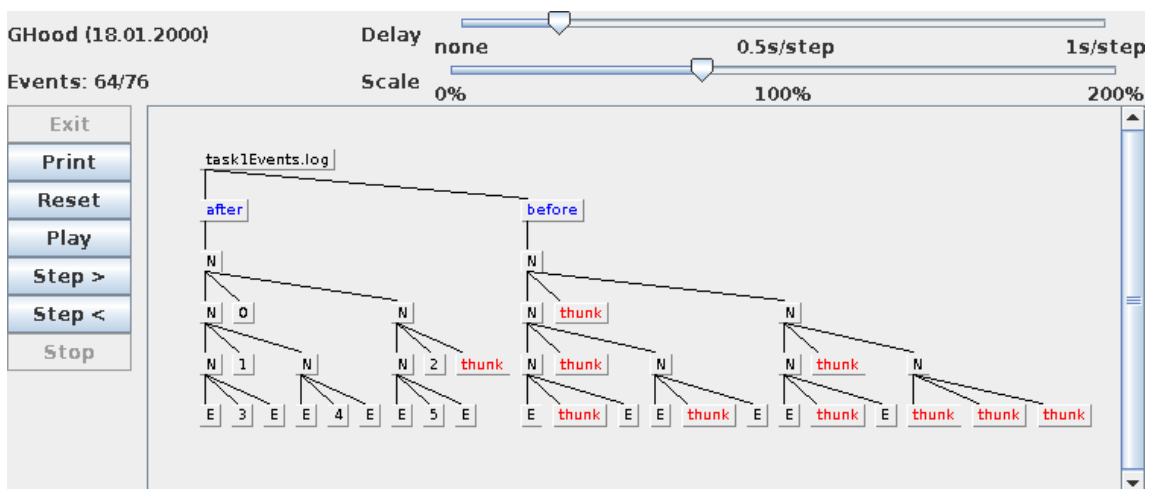 GHood (18.01.2000)
Delay
none 0.5s/step 1s/step
Events: 64/76
Scale
0% 100% 200%
Exit
Print
Reset
Play
Step >
Step <
Stop
task1Events.log
after before
N N
N 0 N N thunk N
N 1 N N 2 thunk N thunk N N thunk N
E 3 E E 4 E E 5 E E thunk E E thunk E E thunk E thunk thunk thunk